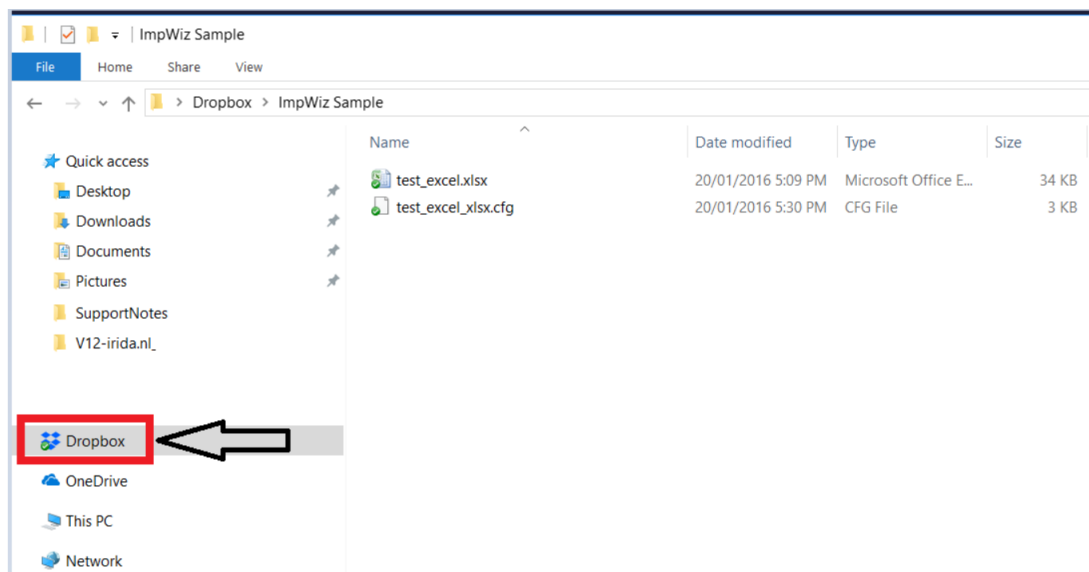 ImpWiz Sample
File Home Share View
Dropbox ImpWiz Sample
Name Date modified Type Size
Quick access
test_excel.xlsx 20/01/2016 5:09 PM Microsoft Office E... 34 KB
Desktop
test_excel_xlsx.cfg 20/01/2016 5:30 PM CFG File 3 KB
Downloads
Documents
Pictures
SupportNotes
V12-irida.nl_
Dropbox
OneDrive
This PC
Network